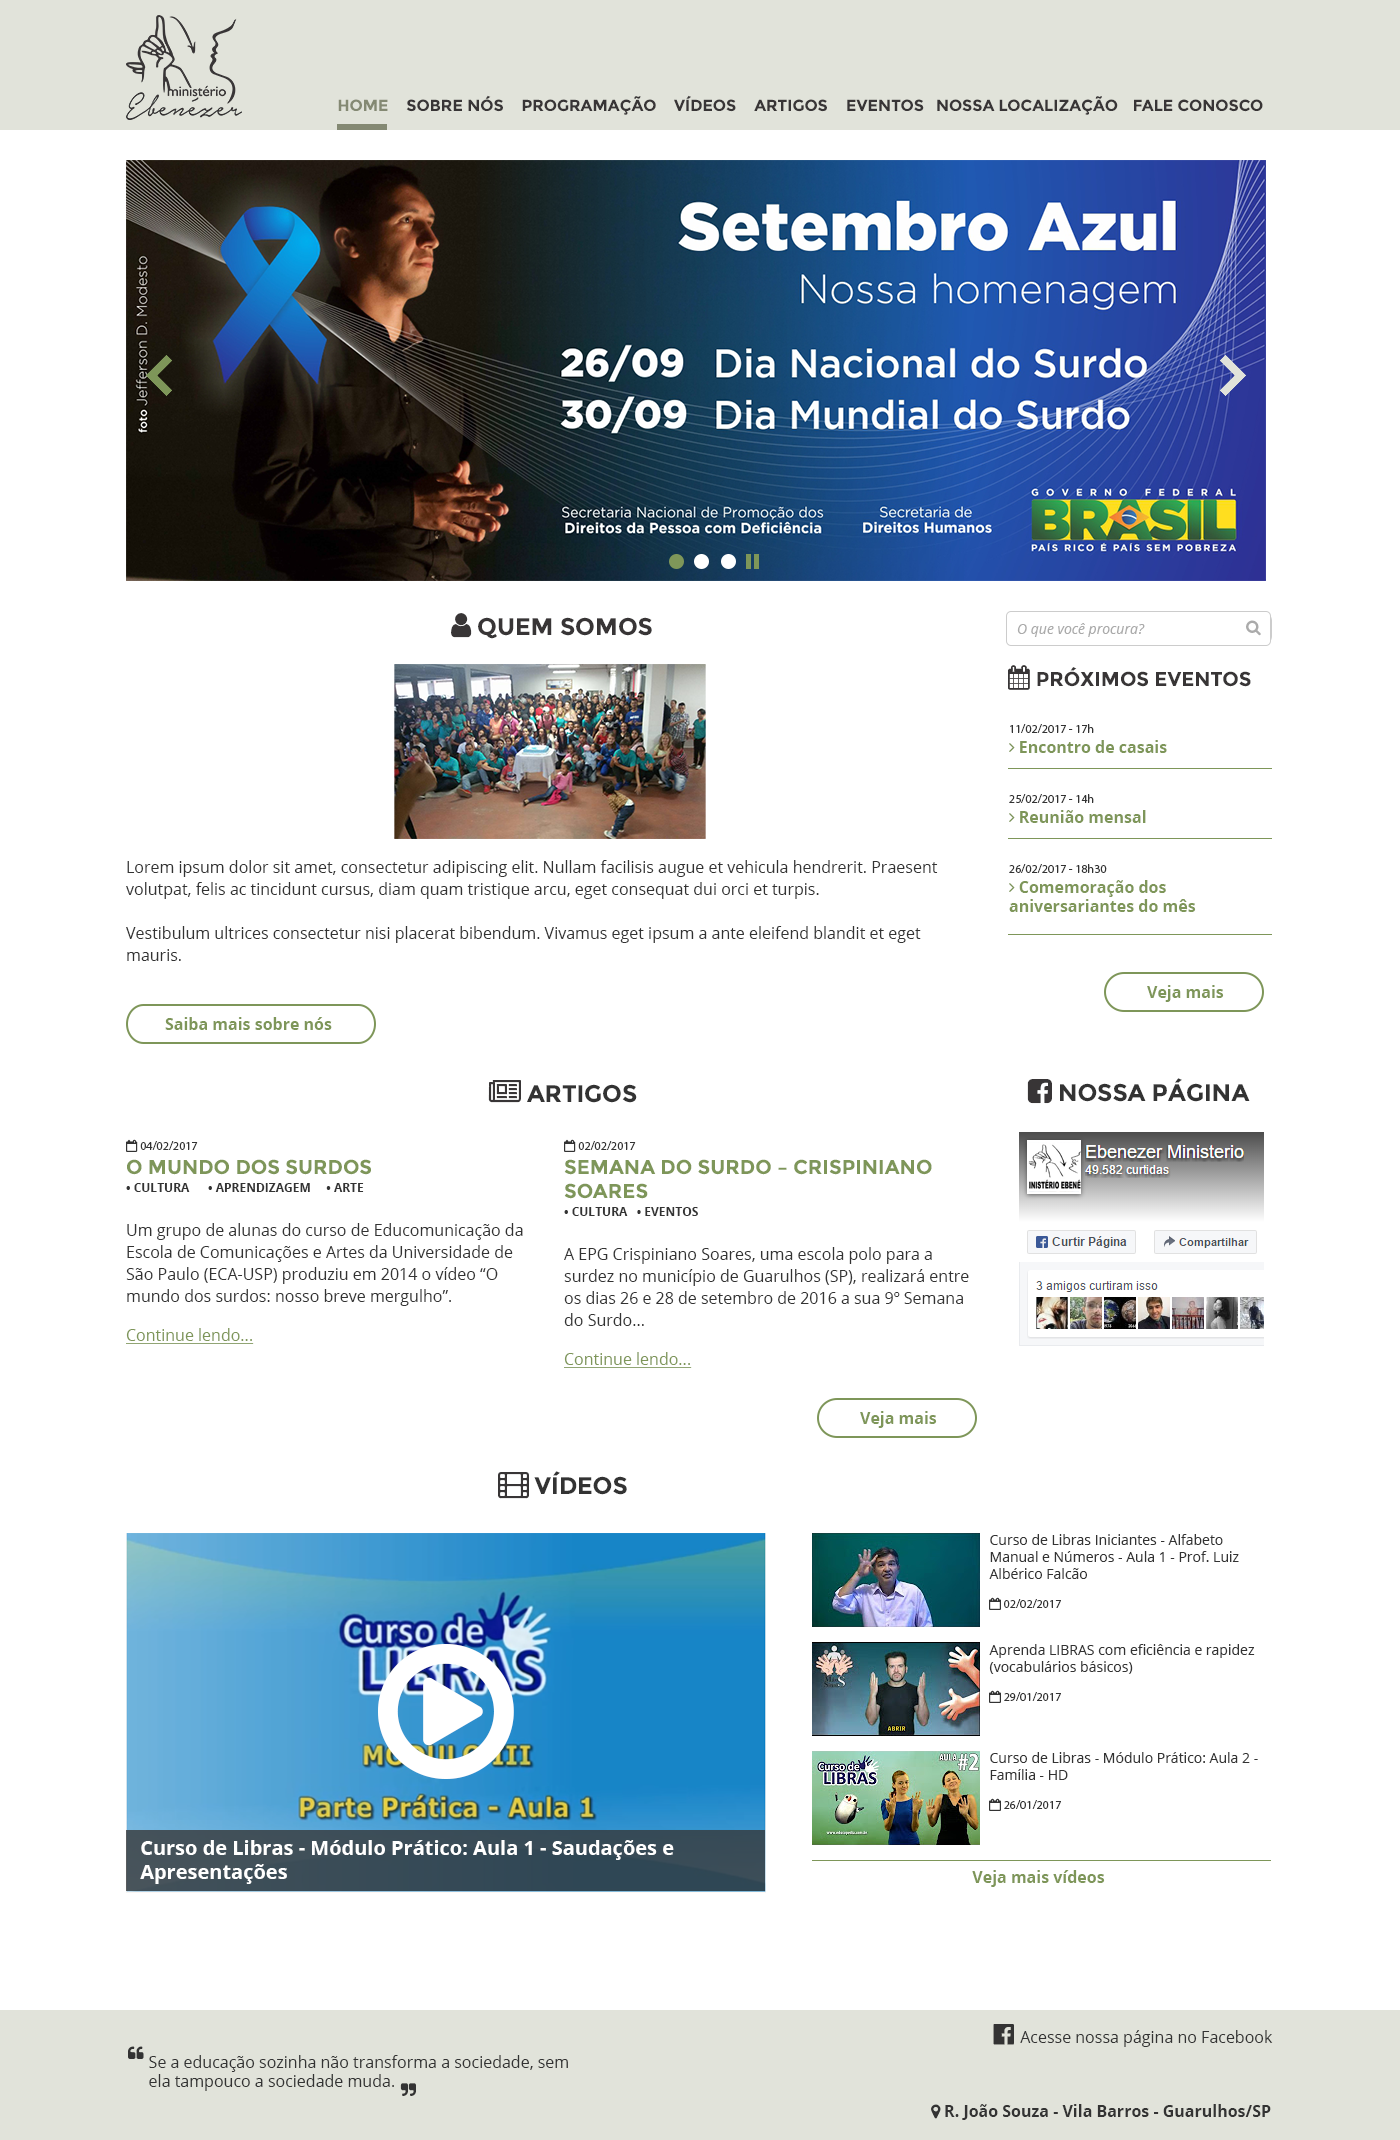 ministério
Ebenézer
HOME SOBRE NÓS PROGRAMAÇÃO VÍDEOS ARTIGOS EVENTOS NOSSA LOCALIZAÇÃO FALE CONOSCO
Setembro Azul
Nossa homenagem
26/09 Dia Nacional do Surdo
30/09 Dia Mundial do Surdo
foto Jefferson D. Modesto
Secretaria Nacional de Promoção dos
Direitos da Pessoa com Deficiência
Secretaria de
Direitos Humanos
GOVERNO FEDERAL
BRASIL
PAÍS RICO É PAÍS SEM POBREZA
QUEM SOMOS
Lorem ipsum dolor sit amet, consectetur adipiscing elit. Nullam facilisis augue et vehicula hendrerit. Praesent
volutpat, felis ac tincidunt cursus, diam quam tristique arcu, eget consequat dui orci et turpis.
Vestibulum ultrices consectetur nisi placerat bibendum. Vivamus eget ipsum a ante eleifend blandit et eget
mauris.
Saiba mais sobre nós
O que você procura?
PRÓXIMOS EVENTOS
11/02/2017 - 17h
> Encontro de casais
25/02/2017 - 14h
> Reunião mensal
26/02/2017 - 18h30
> Comemoração dos
aniversariantes do mês
Veja mais
ARTIGOS
04/02/2017
O MUNDO DOS SURDOS
• CULTURA • APRENDIZAGEM • ARTE
Um grupo de alunas do curso de Educomunicação da
Escola de Comunicações e Artes da Universidade de
São Paulo (ECA-USP) produziu em 2014 o vídeo “O
mundo dos surdos: nosso breve mergulho”.
Continue lendo...
02/02/2017
SEMANA DO SURDO – CRISPINIANO
SOARES
• CULTURA • EVENTOS
A EPG Crispiniano Soares, uma escola polo para a
surdez no município de Guarulhos (SP), realizará entre
os dias 26 e 28 de setembro de 2016 a sua 9º Semana
do Surdo...
Continue lendo...
Veja mais
NOSSA PÁGINA
INISTÉRIO EBENÉ
Ebenezer Ministerio
49.582 curtidas
Curtir Página
Compartilhar
3 amigos curtiram isso
VÍDEOS
Curso de
LIBRAS
MÓDULO III
Parte Prática - Aula 1
Curso de Libras - Módulo Prático: Aula 1 - Saudações e
Apresentações
Curso de Libras Iniciantes - Alfabeto
Manual e Números - Aula 1 - Prof. Luiz
Albérico Falcão
02/02/2017
ABRIR
Aprenda LIBRAS com eficiência e rapidez
(vocabulários básicos)
29/01/2017
Curso de
LIBRAS
AULA #2
Curso de Libras - Módulo Prático: Aula 2 -
Família - HD
26/01/2017
Veja mais vídeos
“ Se a educação sozinha não transforma a sociedade, sem
ela tampouco a sociedade muda. ”
Acesse nossa página no Facebook
R. João Souza - Vila Barros - Guarulhos/SP